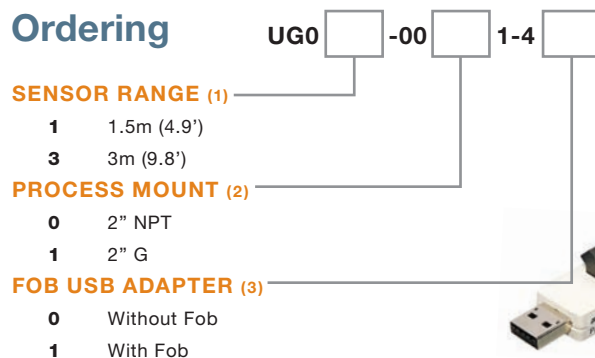 Ordering
UG0 -00 1-4
SENSOR RANGE (1)
1 1.5m (4.9’)
3 3m (9.8’)
PROCESS MOUNT (2)
0 2” NPT
1 2” G
FOB USB ADAPTER (3)
0 Without Fob
1 With Fob